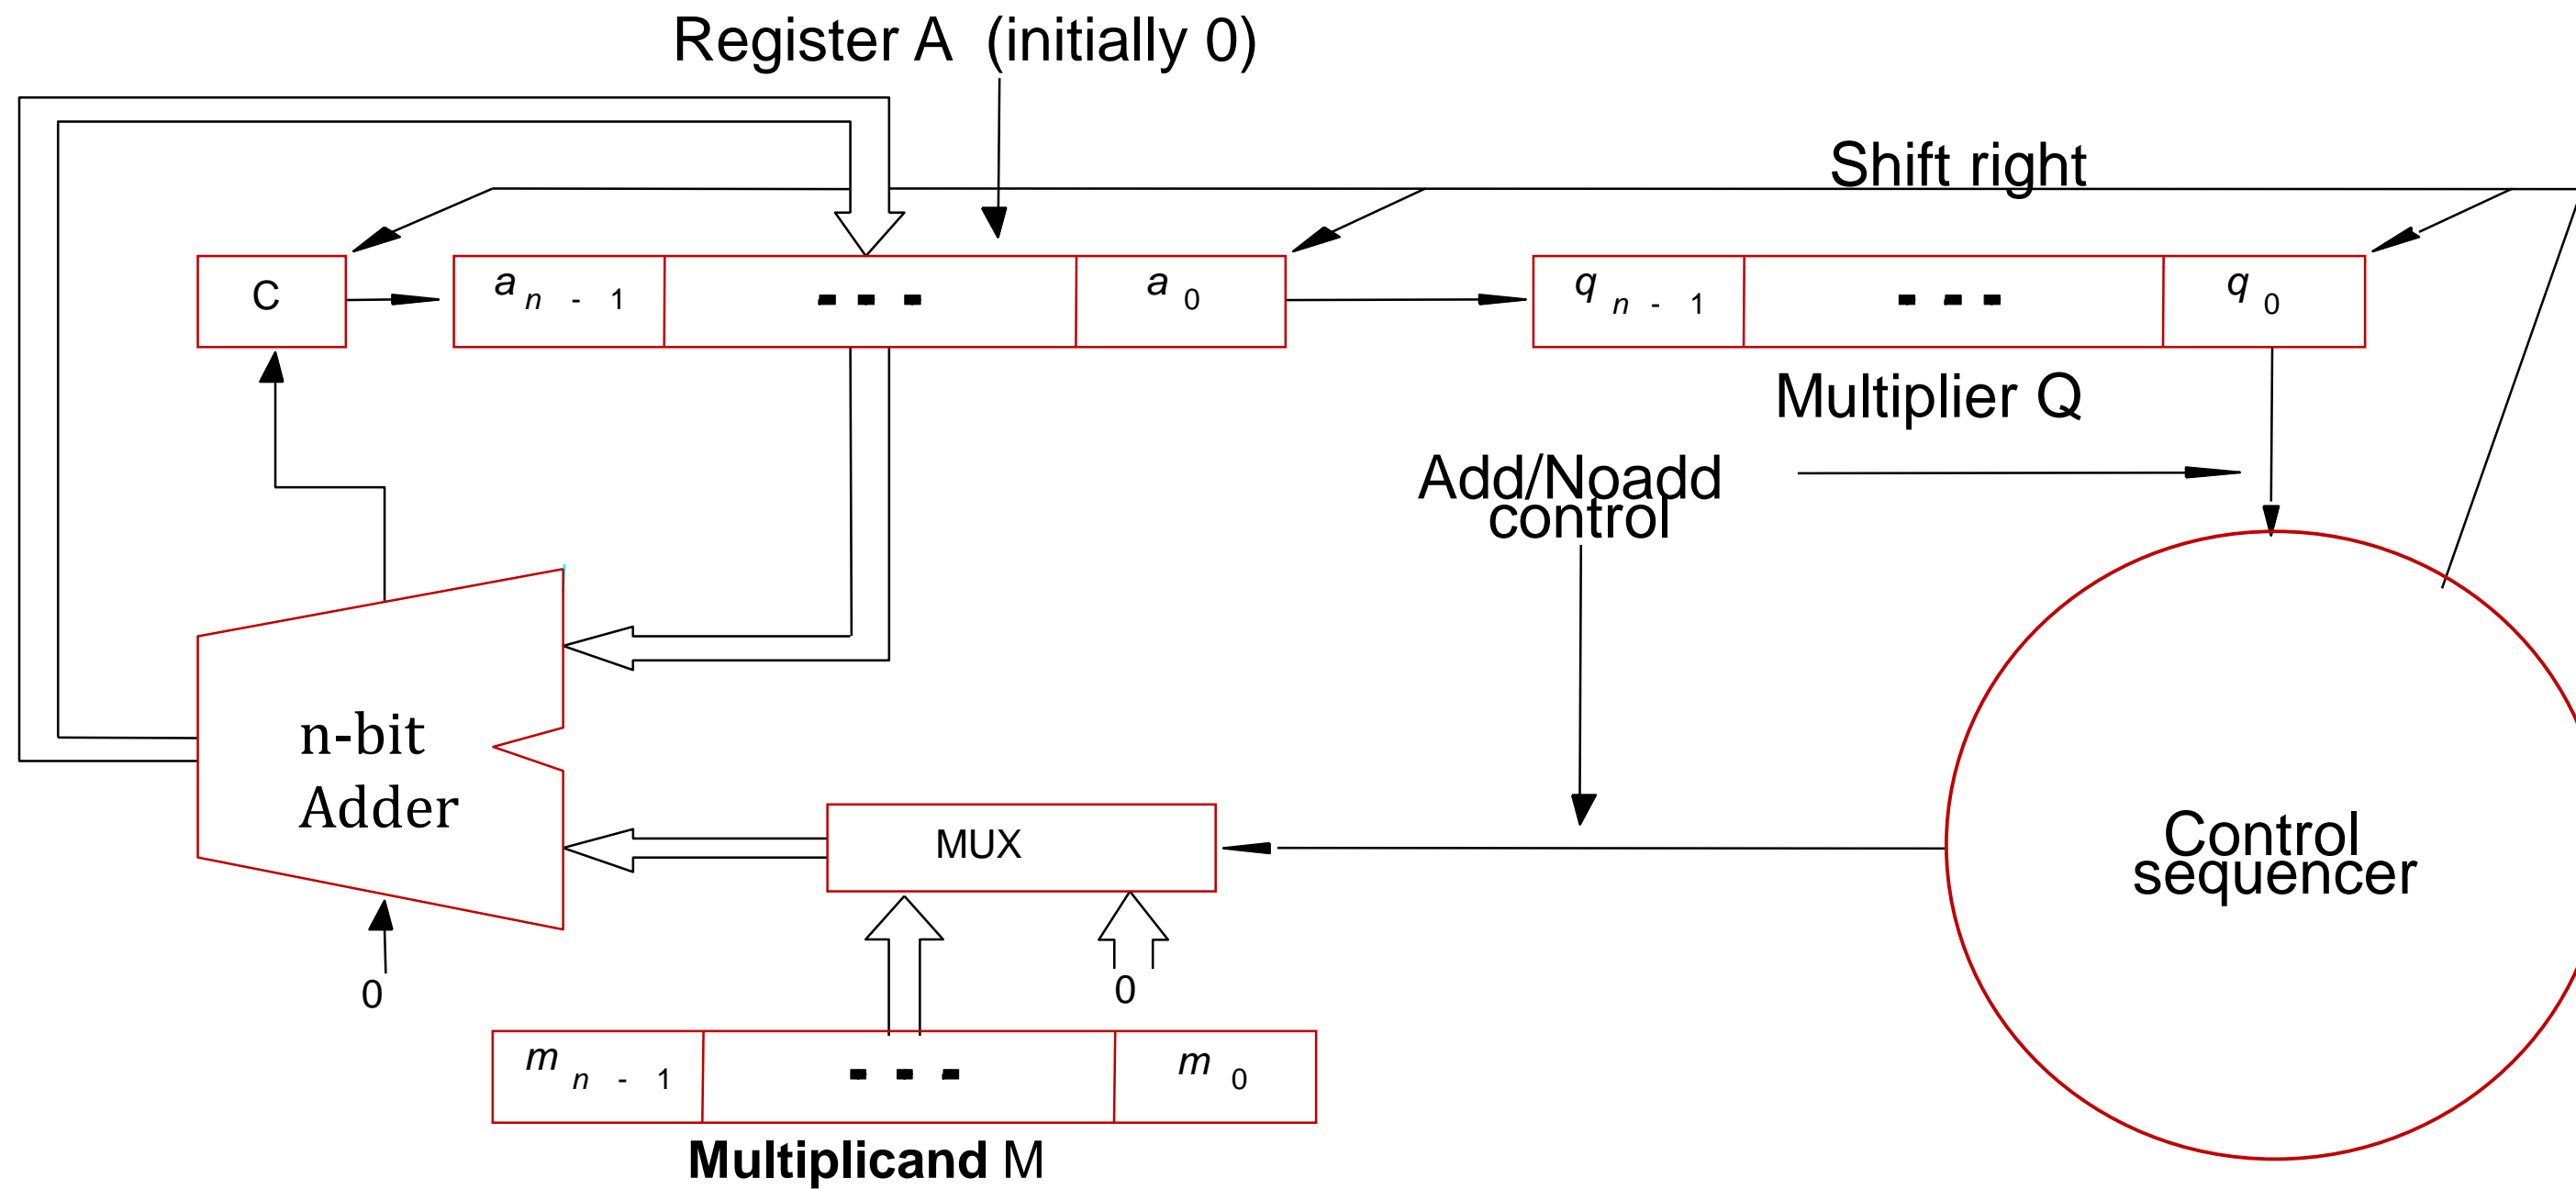 Register A (initially 0)
Shift right
C
a n - 1
- - -
a 0
q n - 1
- - -
q 0
Multiplier Q
Add/Noadd
control
n-bit
Adder
MUX
Control
sequencer
0
0
m n - 1
- - -
m 0
Multiplicand M